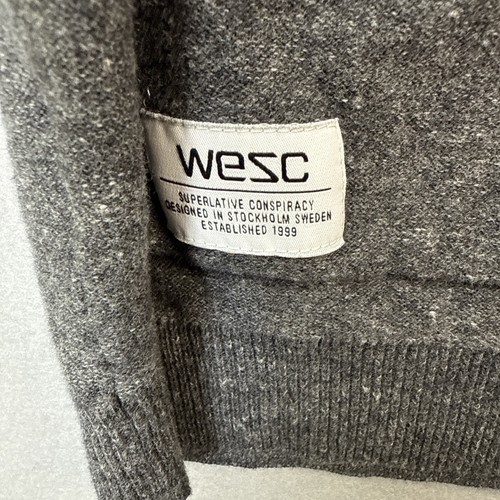 wesc
SUPERLATIVE CONSPIRACY
DESIGNED IN STOCKHOLM SWEDEN
ESTABLISHED 1999